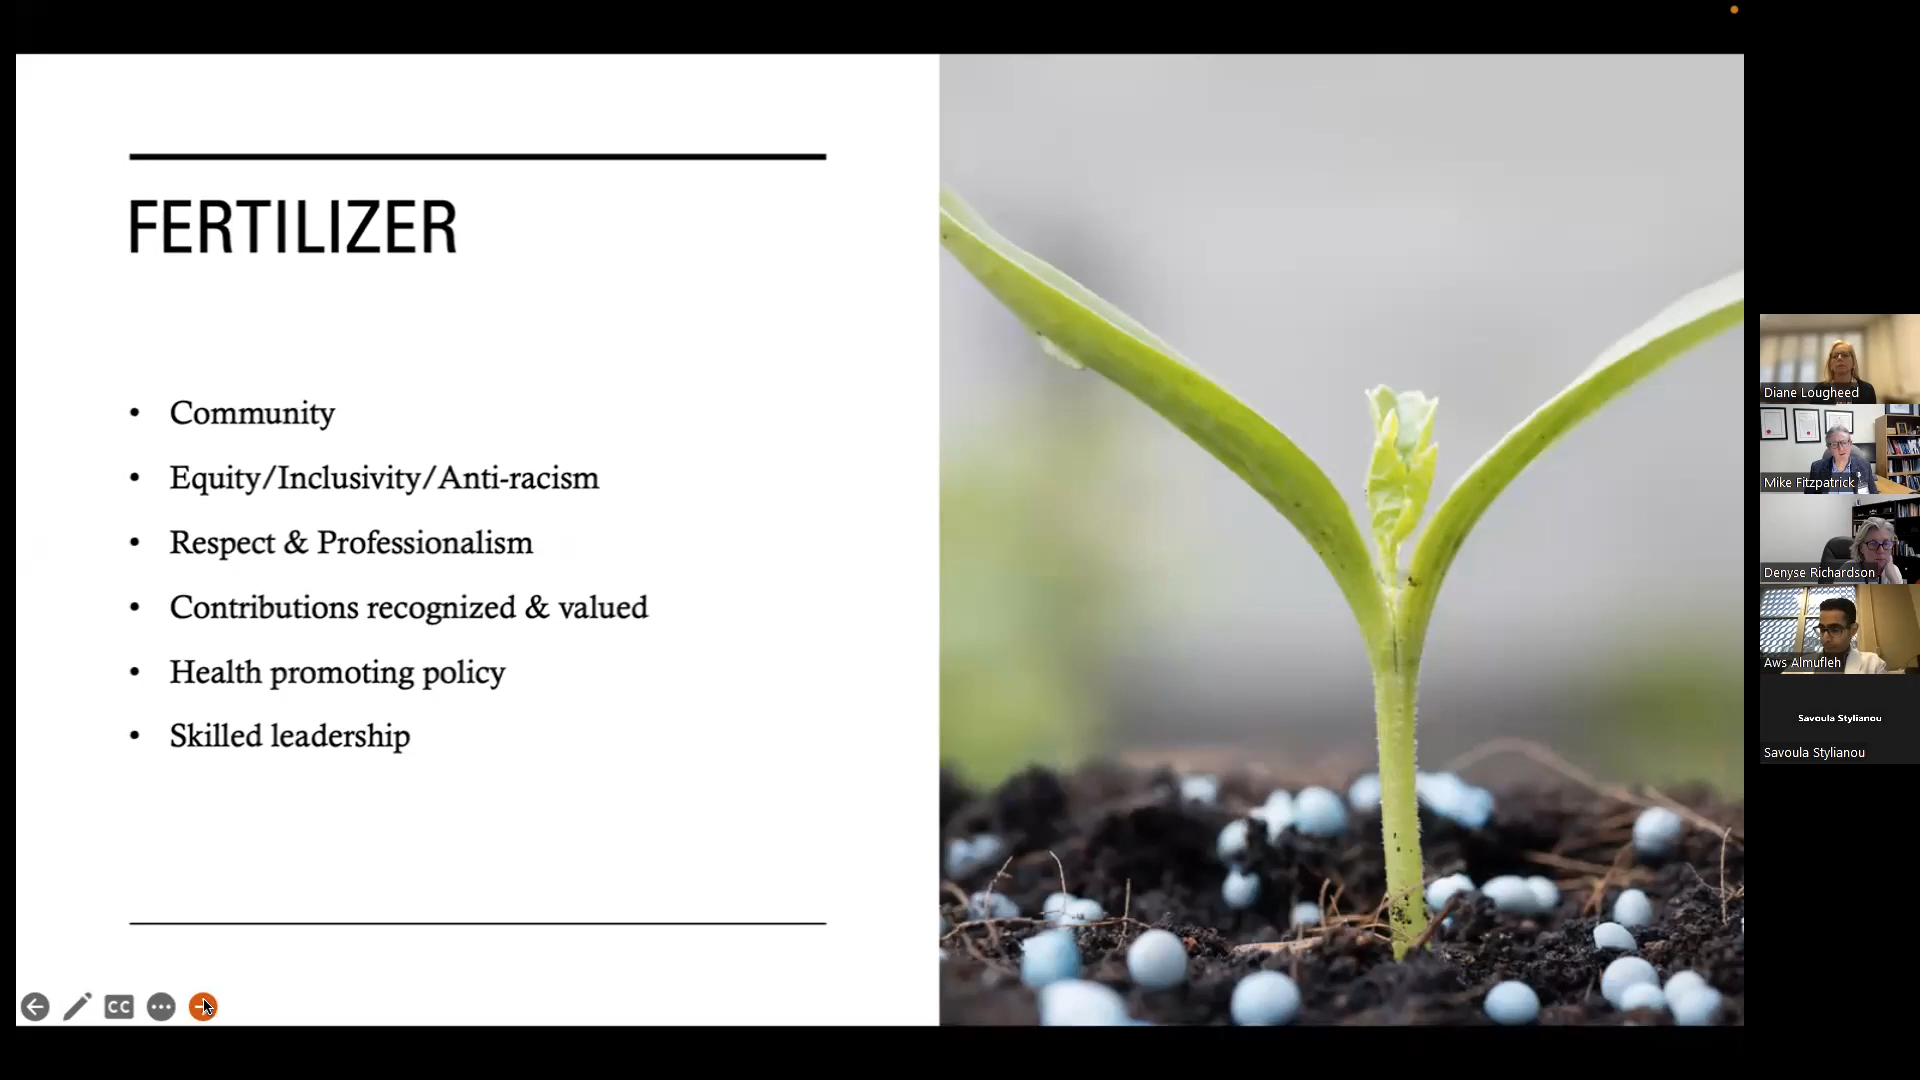 FERTILIZER
• Community
• Equity/Inclusivity/Anti-racism
• Respect & Professionalism
• Contributions recognized & valued
• Health promoting policy
• Skilled leadership
CC
Diane Lougheed
Mike Fitzpatrick
Denyse Richardson
Aws Almufleh
Savoula Stylianou
Savoula Stylianou